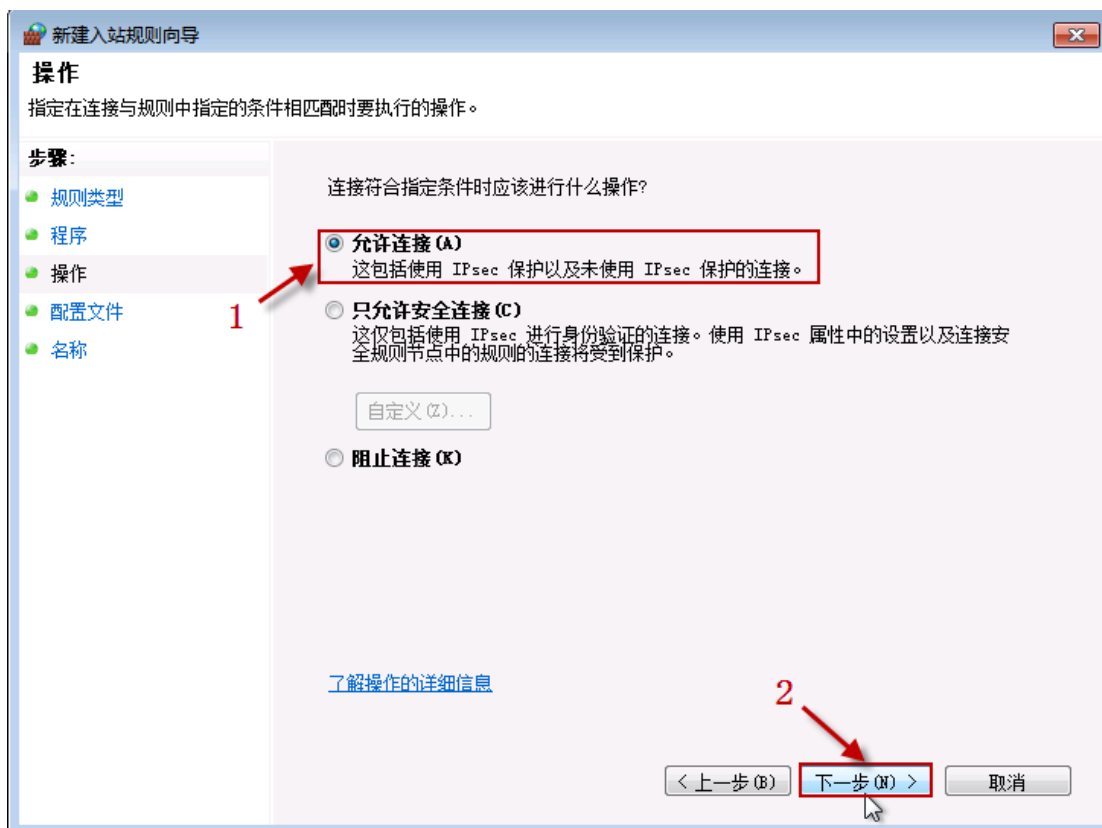 新建入站规则向导
操作
指定在连接与规则中指定的条件相匹配时要执行的操作。
步骤:
规则类型
程序
操作
配置文件
名称
连接符合指定条件时应该进行什么操作?
允许连接(A)
这包括使用 IPsec 保护以及未使用 IPsec 保护的连接。
1
只允许安全连接(C)
这仅包括使用 IPsec 进行身份验证的连接。使用 IPsec 属性中的设置以及连接安
全规则节点中的规则的连接将受到保护。
自定义(Z)...
阻止连接(K)
了解操作的详细信息
2
< 上一步(B)
下一步(N) >
取消